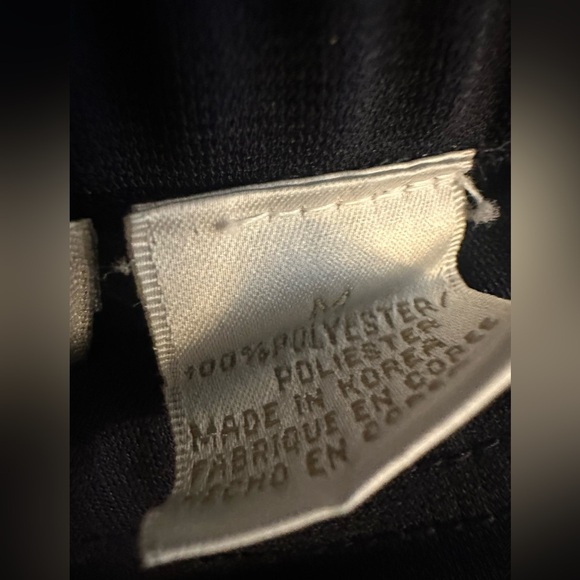 M
100% POLYESTER/
POLIESTER
MADE IN KOREA
FABRIQUE EN COREE
HECHO EN COREA